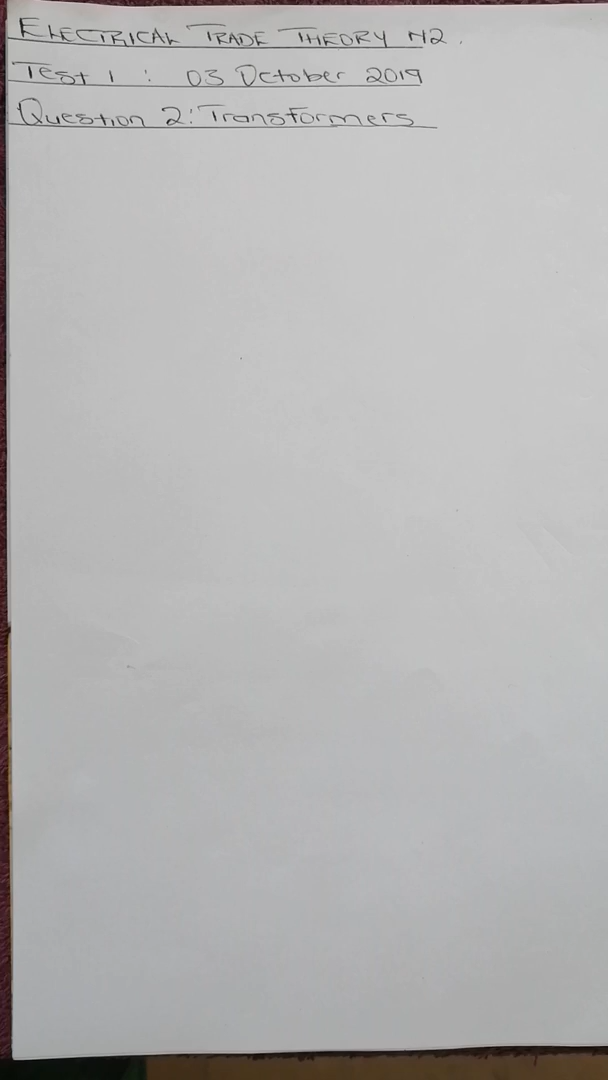 ELECTRICAL TRADE THEORY N2.
Test 1 : 03 October 2019
Question 2: Transformers